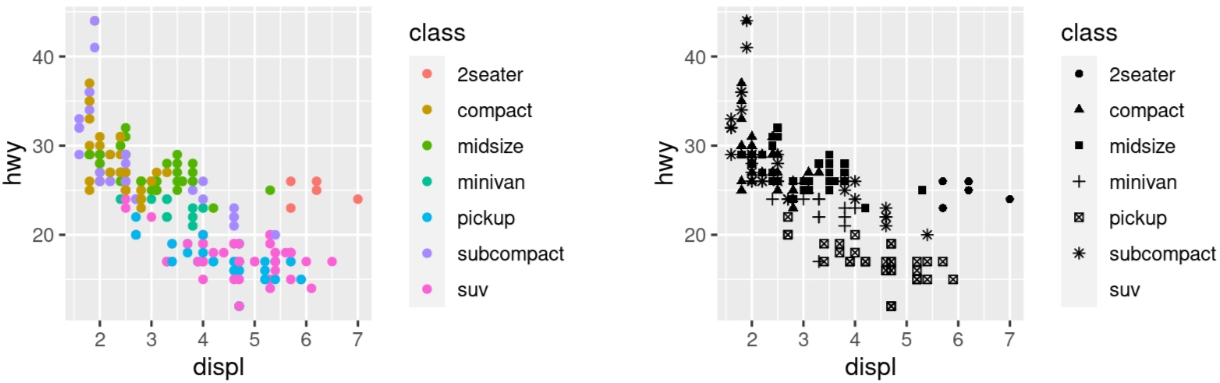 class
2seater
compact
midsize
minivan
pickup
subcompact
suv
hwy
40
30
20
2 3 4 5 6 7
displ
class
2seater
compact
midsize
minivan
pickup
subcompact
suv
hwy
40
30
20
2 3 4 5 6 7
displ